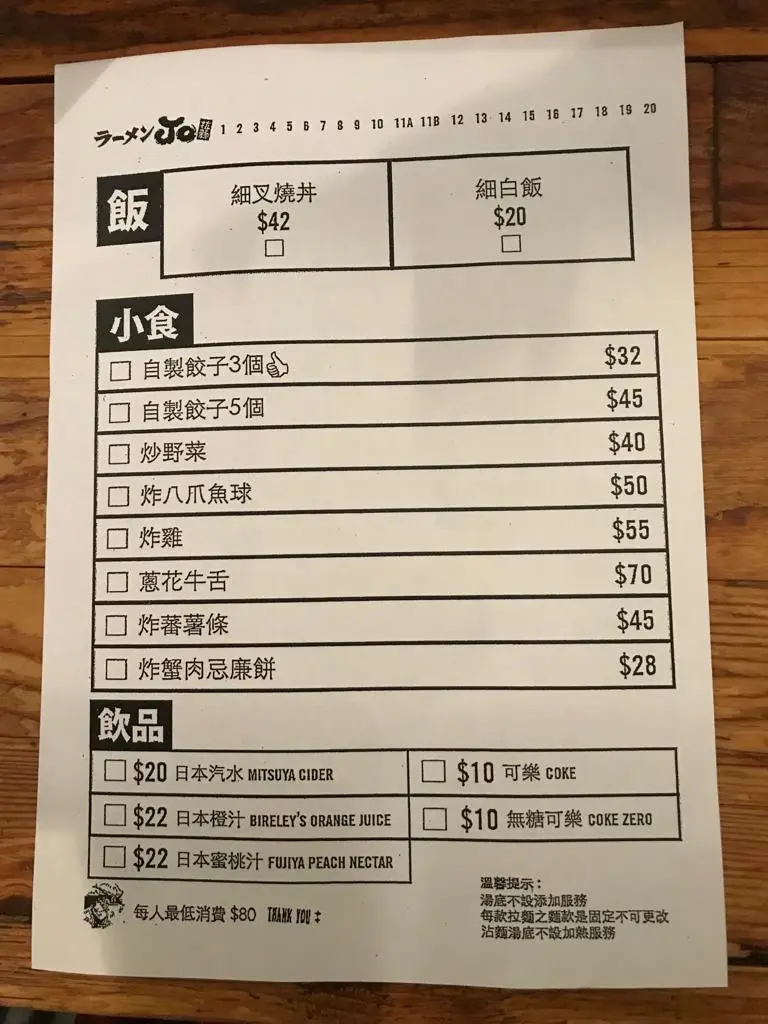 ラーメン Jo 1 2 3 4 5 6 7 8 9 10 11A 11B 12 13 14 15 16 17 18 19 20
飯
細叉燒丼
$42
細白飯
$20
小食
自製餃子3個 $32
自製餃子5個 $45
炒野菜 $40
炸八爪魚球 $50
炸雞 $55
蔥花牛舌 $70
炸蕃薯條 $45
炸蟹肉忌廉餅 $28
飲品
$20 日本汽水 MITSUYA CIDER
$10 可樂 COKE
$22 日本橙汁 BIRELEY'S ORANGE JUICE
$10 無糖可樂 COKE ZERO
$22 日本蜜桃汁 FUJIYA PEACH NECTAR
每人最低消費 $80 THANK YOU
溫馨提示：
湯底不設添加服務
每款拉麵之麵款是固定不可更改
沾麵湯底不設加熱服務